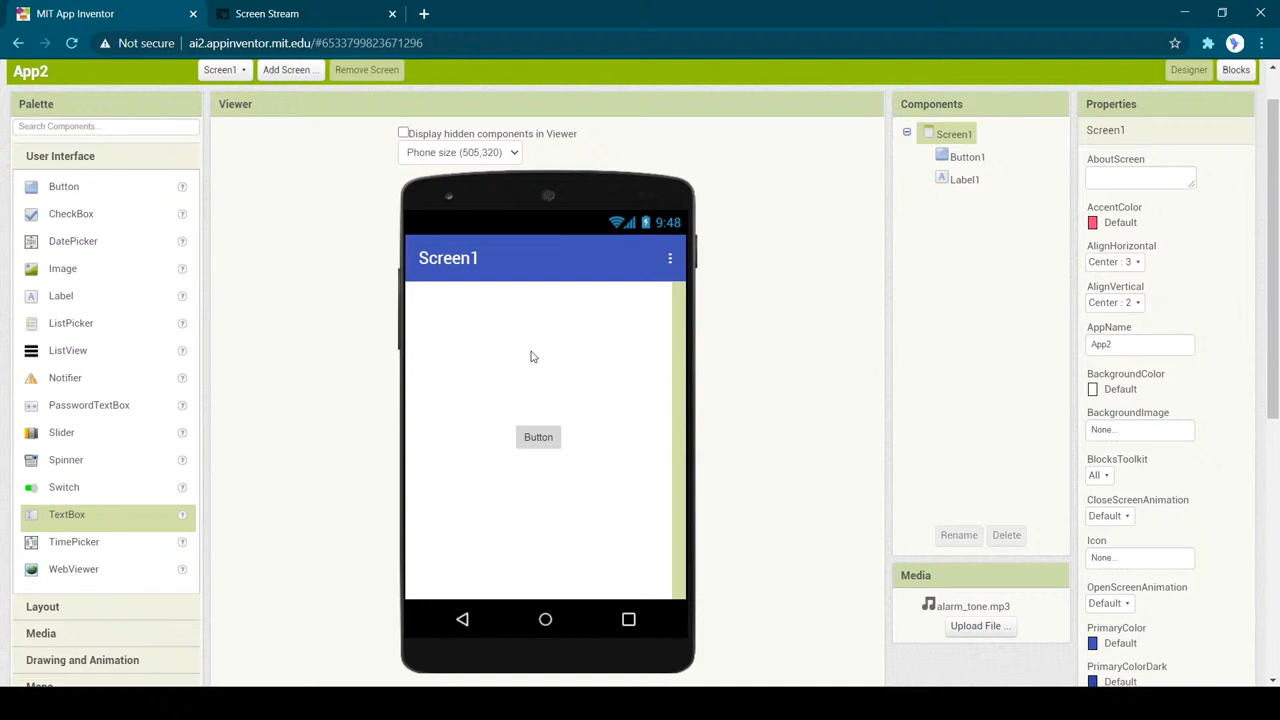 MIT App Inventor
Screen Stream
Not secure
ai2.appinventor.mit.edu/#6533799823671296
App2
Screen1
Add Screen ...
Remove Screen
Designer
Blocks
Palette
Search Components...
User Interface
Button
CheckBox
DatePicker
Image
Label
ListPicker
ListView
Notifier
PasswordTextBox
Slider
Spinner
Switch
TextBox
TimePicker
WebViewer
Layout
Media
Drawing and Animation
Maps
Viewer
Display hidden components in Viewer
Phone size (505,320)
9:48
Screen1
Button
Components
Screen1
Button1
Label1
Rename
Delete
Media
alarm_tone.mp3
Upload File ...
Properties
Screen1
AboutScreen
AccentColor
Default
AlignHorizontal
Center : 3
AlignVertical
Center : 2
AppName
App2
BackgroundColor
Default
BackgroundImage
None...
BlocksToolkit
All
CloseScreenAnimation
Default
Icon
None...
OpenScreenAnimation
Default
PrimaryColor
Default
PrimaryColorDark
Default